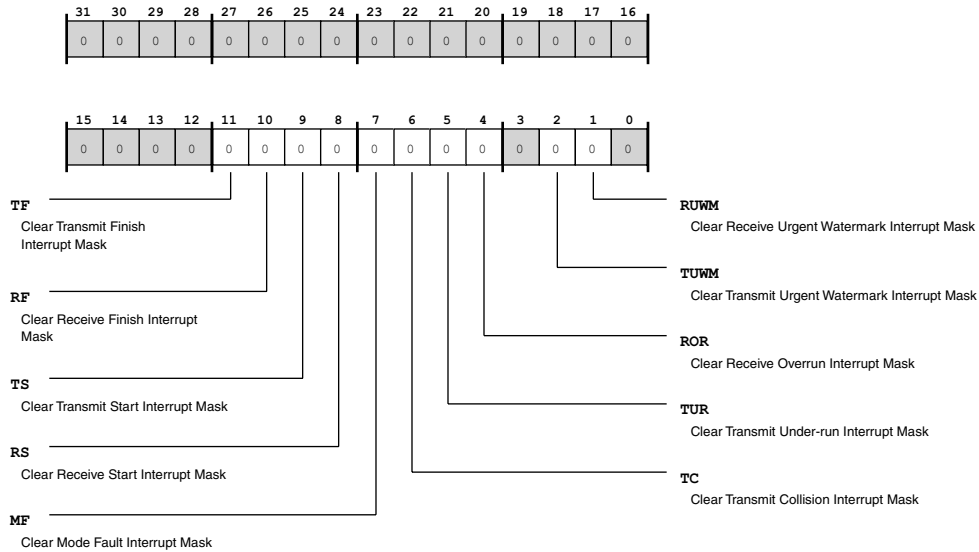 31 30 29 28 27 26 25 24 23 22 21 20 19 18 17 16
0 0 0 0 0 0 0 0 0 0 0 0 0 0 0 0
15 14 13 12 11 10 9 8 7 6 5 4 3 2 1 0
0 0 0 0 0 0 0 0 0 0 0 0 0 0 0 0
TF
Clear Transmit Finish
Interrupt Mask
RF
Clear Receive Finish Interrupt
Mask
TS
Clear Transmit Start Interrupt Mask
RS
Clear Receive Start Interrupt Mask
MF
Clear Mode Fault Interrupt Mask
RUWM
Clear Receive Urgent Watermark Interrupt Mask
TUWM
Clear Transmit Urgent Watermark Interrupt Mask
ROR
Clear Receive Overrun Interrupt Mask
TUR
Clear Transmit Under-run Interrupt Mask
TC
Clear Transmit Collision Interrupt Mask